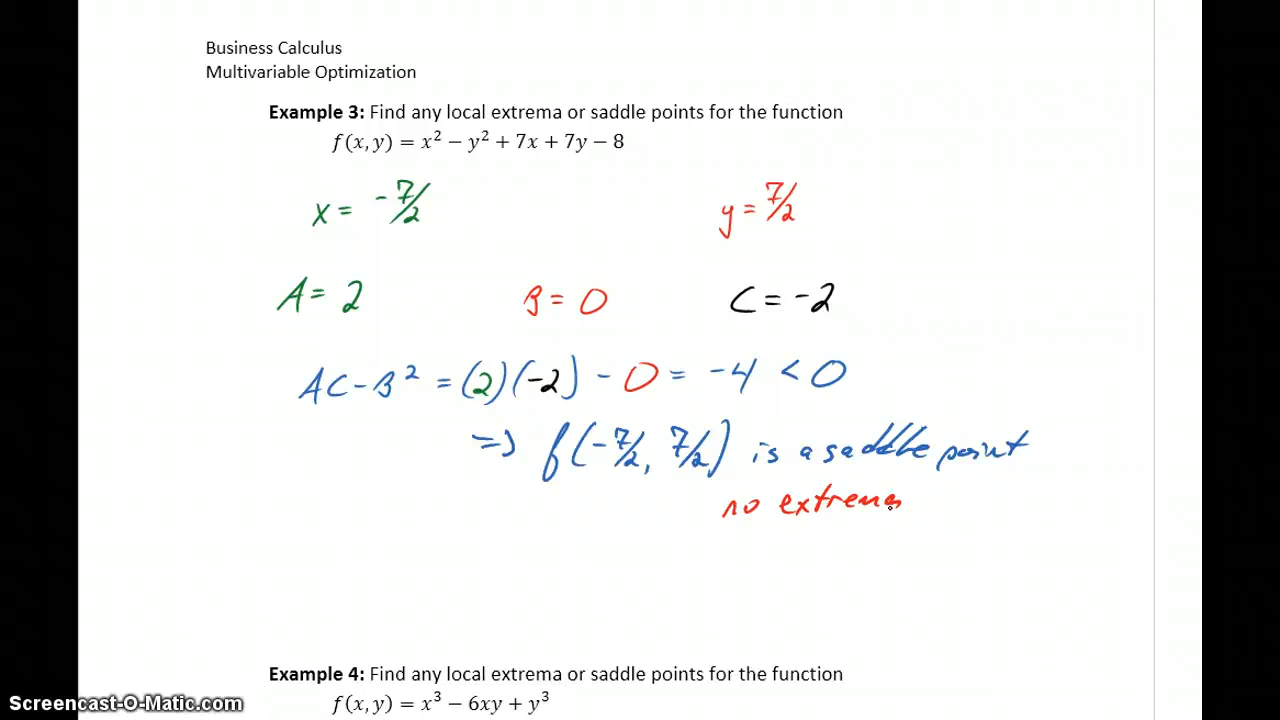 Business Calculus
Multivariable Optimization
Example 3: Find any local extrema or saddle points for the function
f(x, y) = x² − y² + 7x + 7y − 8
x = -7/2 y = 7/2
A = 2 B = 0 C = -2
AC - B² = (2)(-2) - 0 = -4 < 0
=> f(-7/2, 7/2) is a saddle point
no extrema
Example 4: Find any local extrema or saddle points for the function
f(x, y) = x³ − 6xy + y³
Screencast-O-Matic.com